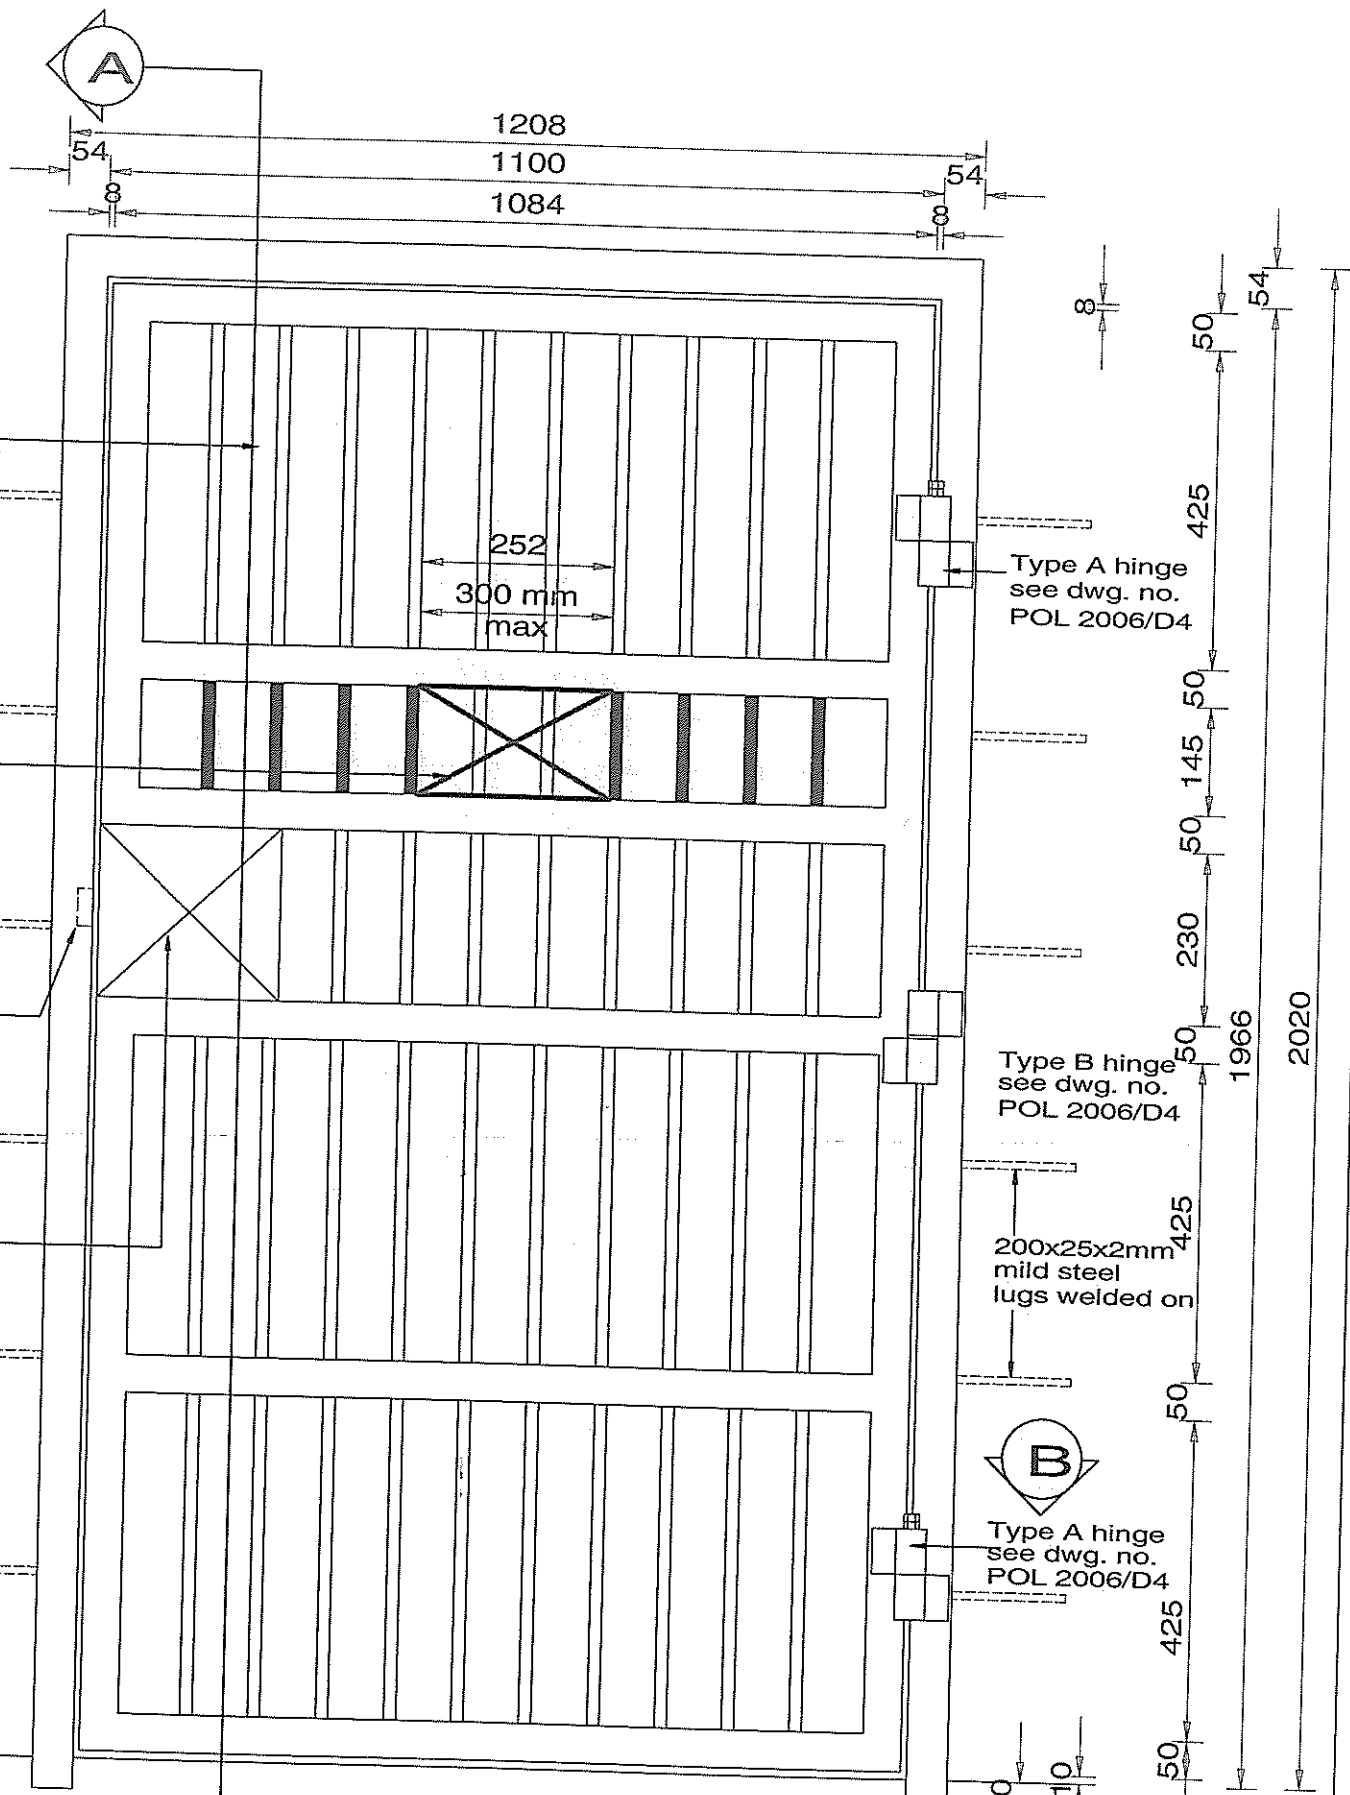 A
1208
54
1100
54
8
1084
8
54
8
50
425
252
300 mm
max
Type A hinge
see dwg. no.
POL 2006/D4
50
145
50
230
50
1966
2020
Type B hinge
see dwg. no.
POL 2006/D4
425
200x25x2mm
mild steel
lugs welded on
50
B
Type A hinge
see dwg. no.
POL 2006/D4
425
50
10